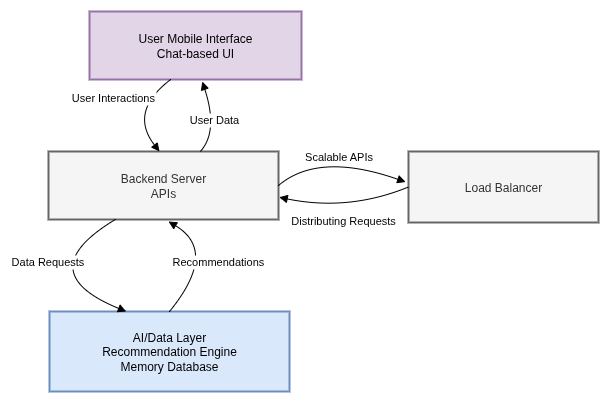 User Mobile Interface
Chat-based UI
User Interactions
User Data
Backend Server
APIs
Scalable APIs
Load Balancer
Distributing Requests
Data Requests
Recommendations
AI/Data Layer
Recommendation Engine
Memory Database